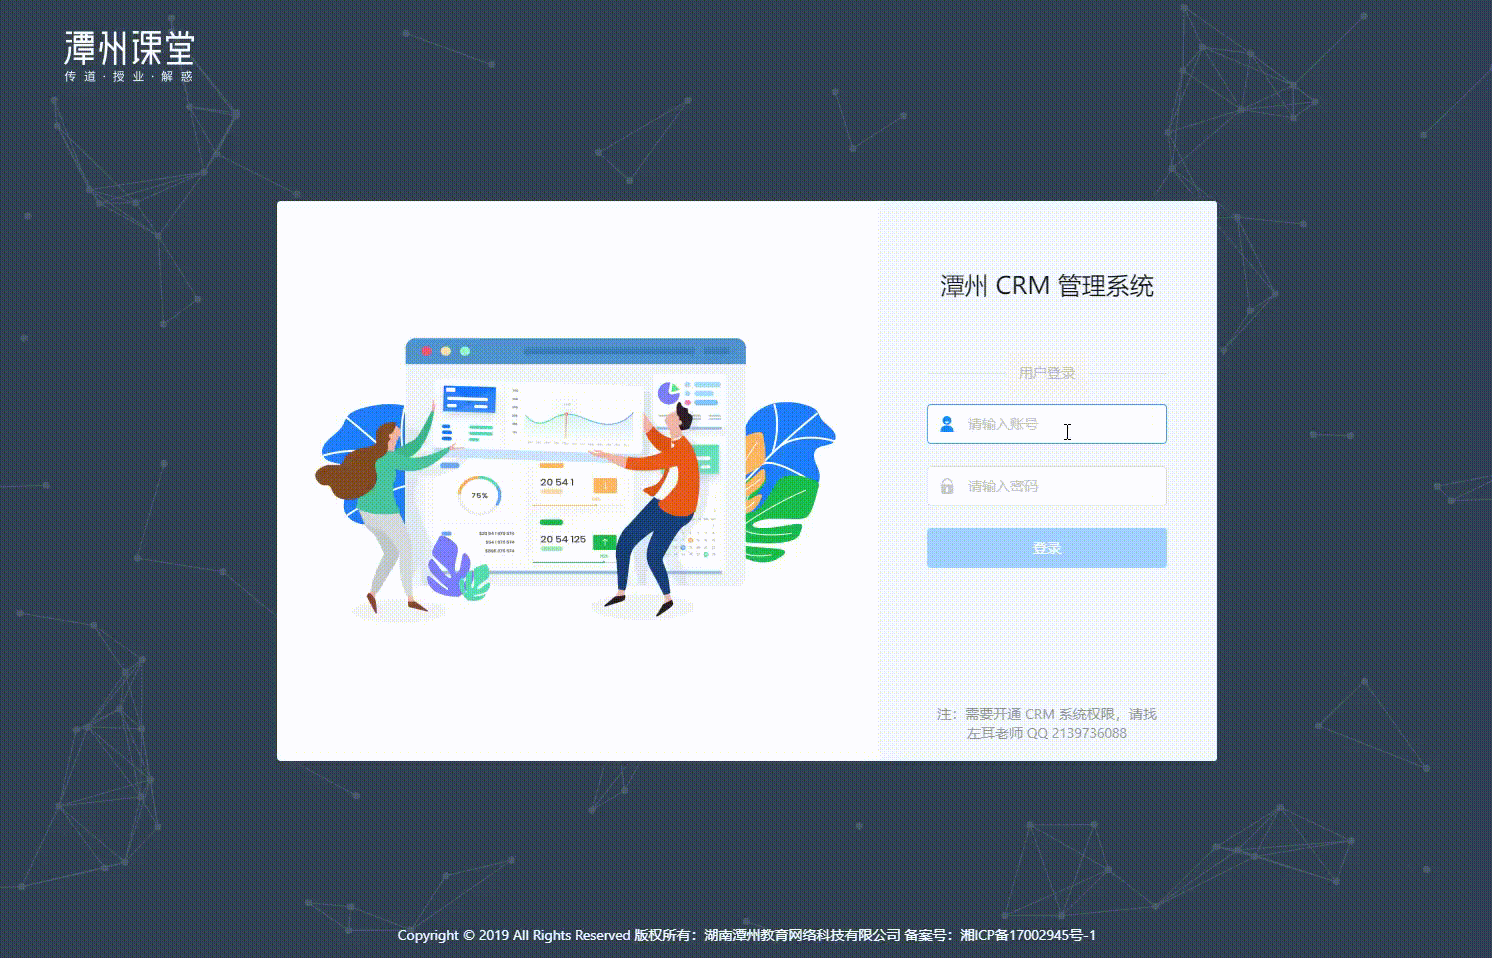 潭州课堂
传道·授业·解惑
潭州 CRM 管理系统
用户登录
请输入账号
请输入密码
登录
75%
20 54 1
20 54 125
注：需要开通 CRM 系统权限，请找
左耳老师 QQ 2139736088
Copyright © 2019 All Rights Reserved 版权所有：湖南潭州教育网络科技有限公司 备案号：湘ICP备17002945号-1